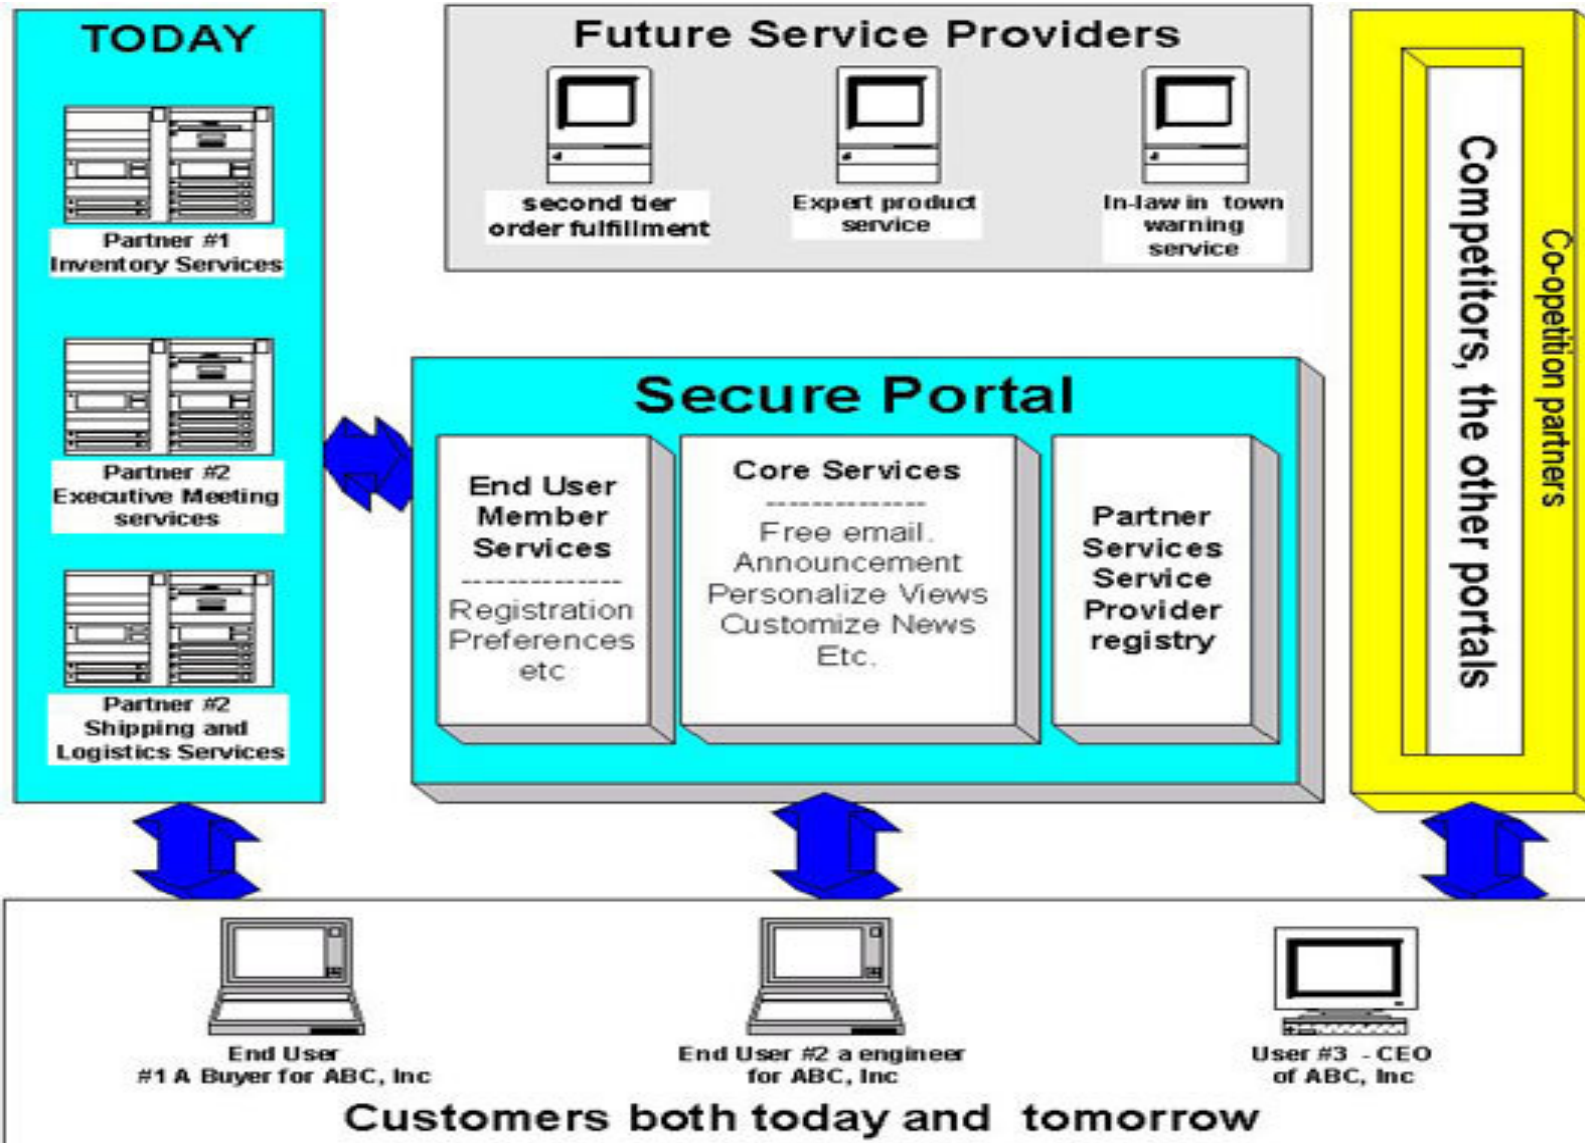 TODAY
Partner #1
Inventory Services
Partner #2
Executive Meeting
services
Partner #2
Shipping and
Logistics Services
Future Service Providers
second tier
order fulfillment
Expert product
service
In-law in town
warning
service
Secure Portal
End User
Member
Services
--------------
Registration
Preferences
etc
Core Services
--------------
Free email.
Announcement
Personalize Views
Customize News
Etc.
Partner
Services
Service
Provider
registry
Competitors, the other portals
Co-opetition partners
End User
#1 A Buyer for ABC, Inc
End User #2 a engineer
for ABC, Inc
User #3 - CEO
of ABC, Inc
Customers both today and tomorrow